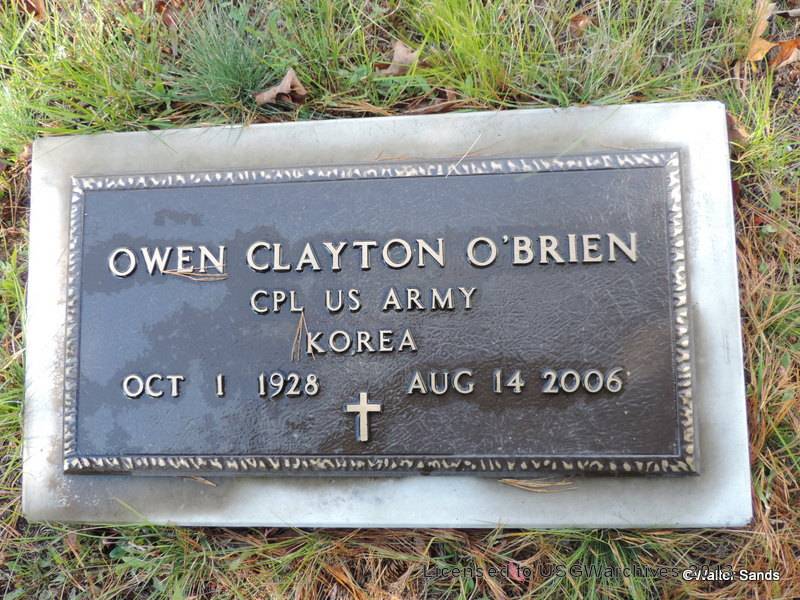 OWEN CLAYTON O'BRIEN
CPL US ARMY
KOREA
OCT 1 1928 AUG 14 2006
Licensed to USGWarchives
©Walter Sands